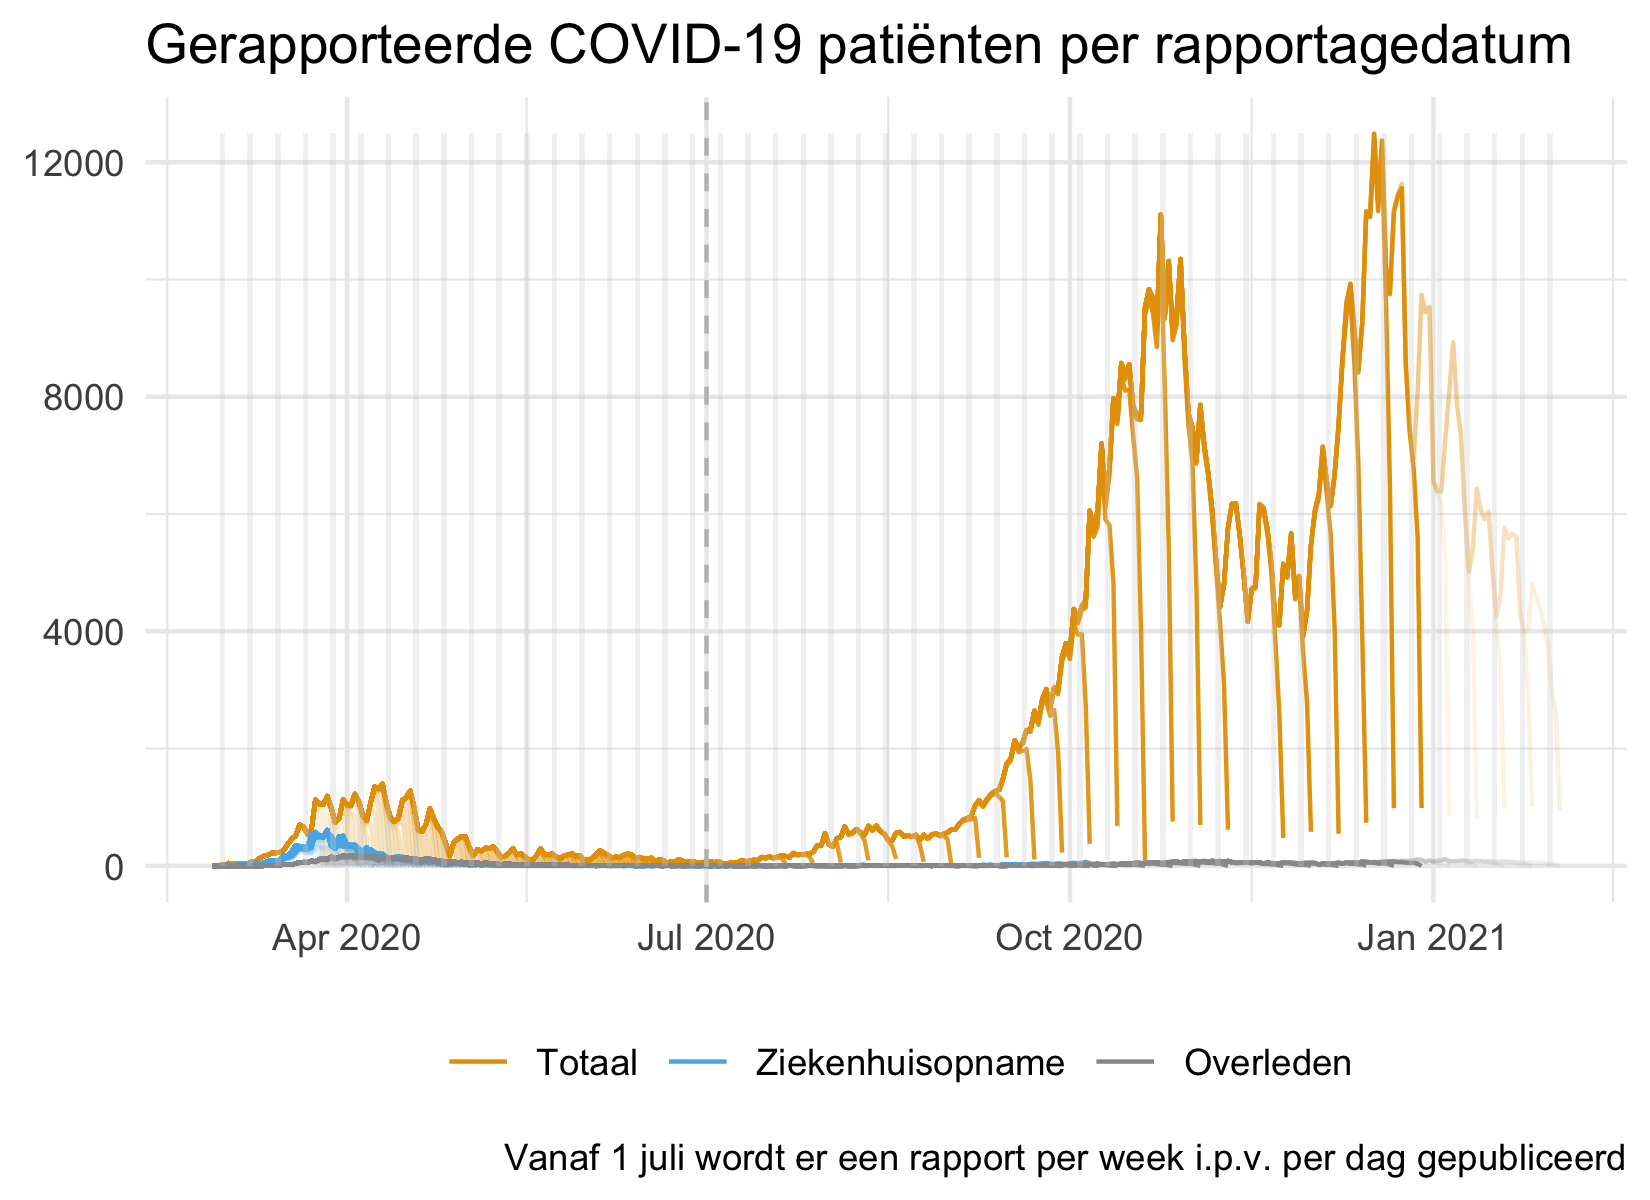 Gerapporteerde COVID-19 patiënten per rapportagedatum
12000
8000
4000
0
Apr 2020
Jul 2020
Oct 2020
Jan 2021
Totaal
Ziekenhuisopname
Overleden
Vanaf 1 juli wordt er een rapport per week i.p.v. per dag gepubliceerd